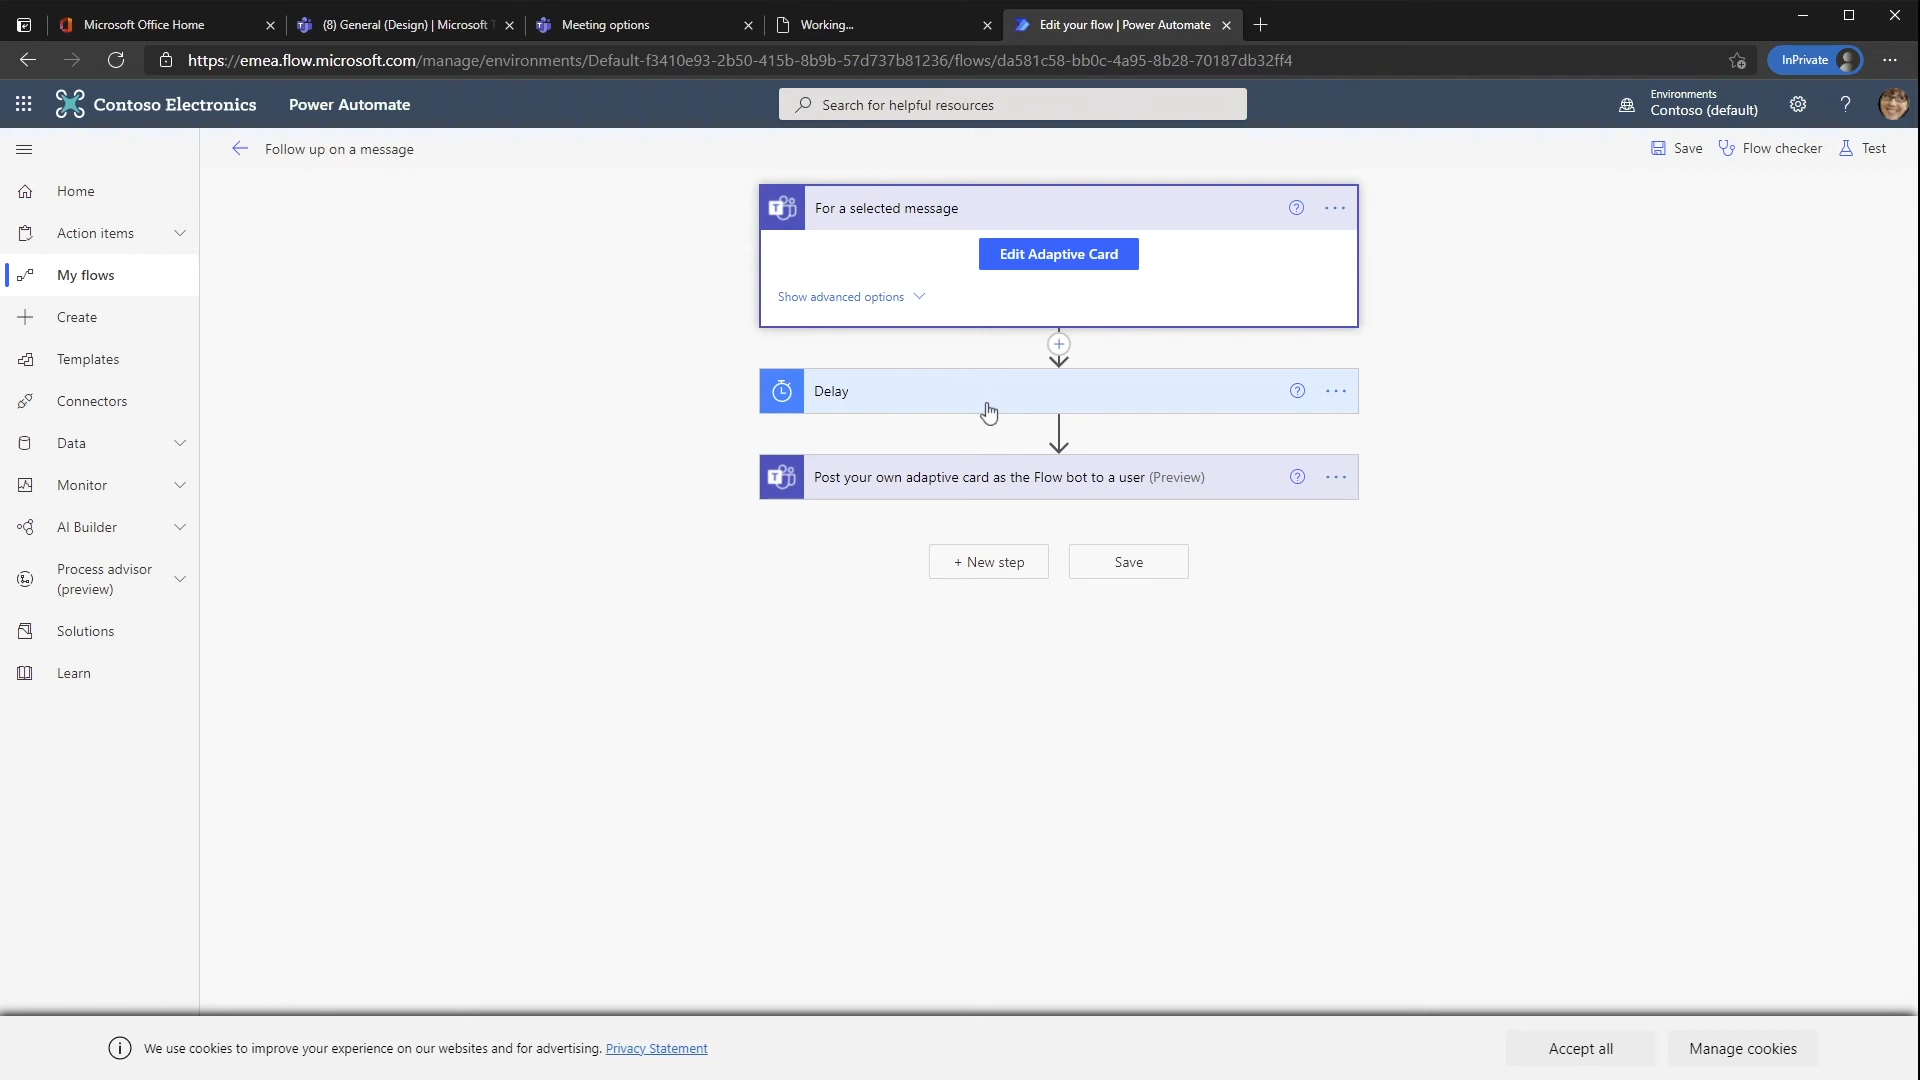 Microsoft Office Home
(8) General (Design) | Microsoft T
Meeting options
Working...
Edit your flow | Power Automate
https://emea.flow.microsoft.com/manage/environments/Default-f3410e93-2b50-415b-8b9b-57d737b81236/flows/da581c58-bb0c-4a95-8b28-70187db32ff4
InPrivate
Contoso Electronics
Power Automate
Search for helpful resources
Environments
Contoso (default)
Follow up on a message
Save
Flow checker
Test
Home
Action items
My flows
Create
Templates
Connectors
Data
Monitor
AI Builder
Process advisor
(preview)
Solutions
Learn
For a selected message
Edit Adaptive Card
Show advanced options
Delay
Post your own adaptive card as the Flow bot to a user (Preview)
+ New step
Save
We use cookies to improve your experience on our websites and for advertising. Privacy Statement
Accept all
Manage cookies